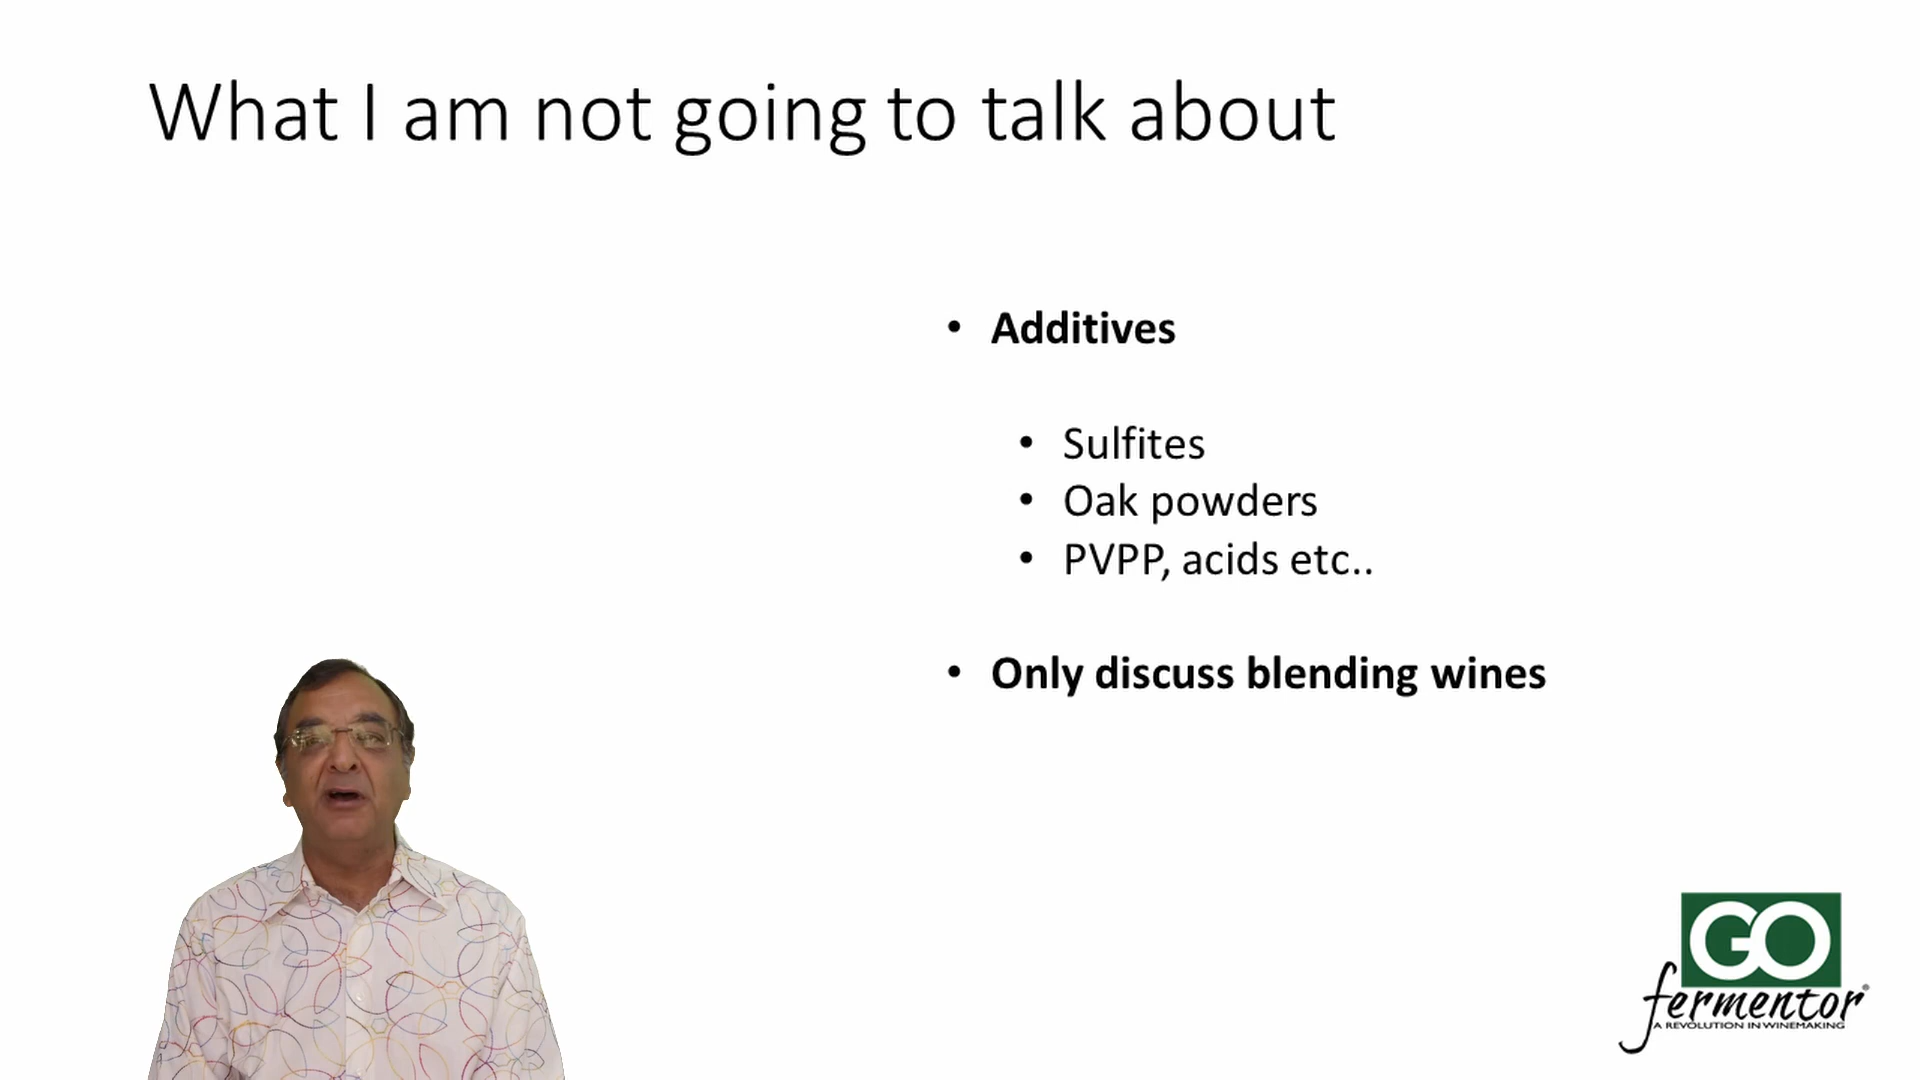 What I am not going to talk about
• Additives
• Sulfites
• Oak powders
• PVPP, acids etc..
• Only discuss blending wines
GO
fermentor®
A REVOLUTION IN WINEMAKING